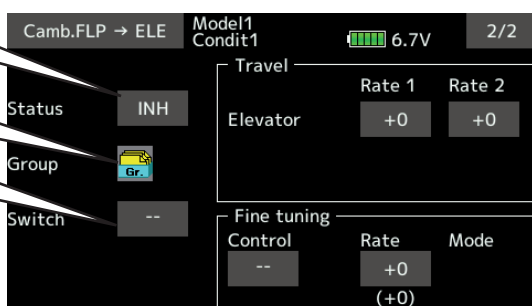 Camb.FLP → ELE Model1 Condit1 6.7V 2/2
Travel
Rate 1 Rate 2
Status INH
Elevator +0 +0
Group Gr.
Switch --
Fine tuning
Control Rate Mode
-- +0
(+0)